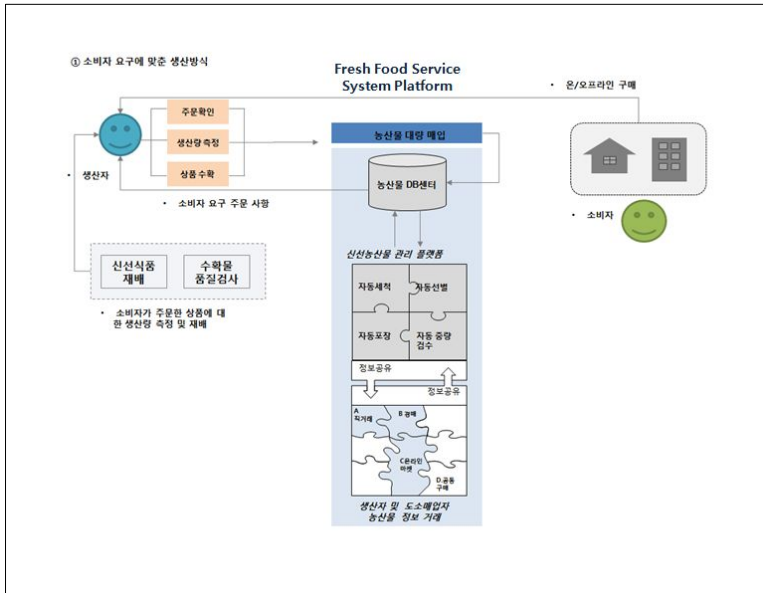 ① 소비자 요구에 맞춘 생산방식
Fresh Food Service
System Platform
• 온/오프라인 구매
주문확인
생산량 측정
상품 수확
농산물 대량 매입
농산물 DB센터
• 생산자
• 소비자 요구 주문 사항
• 소비자
신선식품
재배
수확물
품질검사
• 소비자가 주문한 상품에 대
한 생산량 측정 및 재배
신선농산물 관리 플랫폼
자동세척
자동선별
자동포장
자동 중량
검수
정보공유
정보공유
A
직거래
B 경매
C온라인
마켓
D.공동
구매
생산자 및 도소매업자
농산물 정보 거래